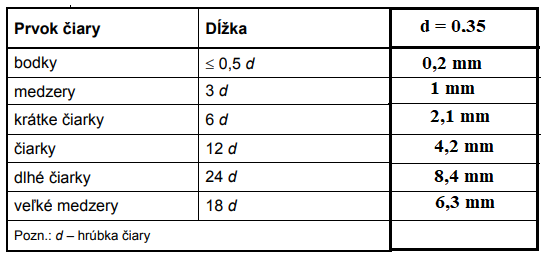 Prvok čiary Dĺžka d = 0.35
bodky ≤ 0,5 d 0,2 mm
medzery 3 d 1 mm
krátke čiarky 6 d 2,1 mm
čiarky 12 d 4,2 mm
dlhé čiarky 24 d 8,4 mm
veľké medzery 18 d 6,3 mm
Pozn.: d – hrúbka čiary